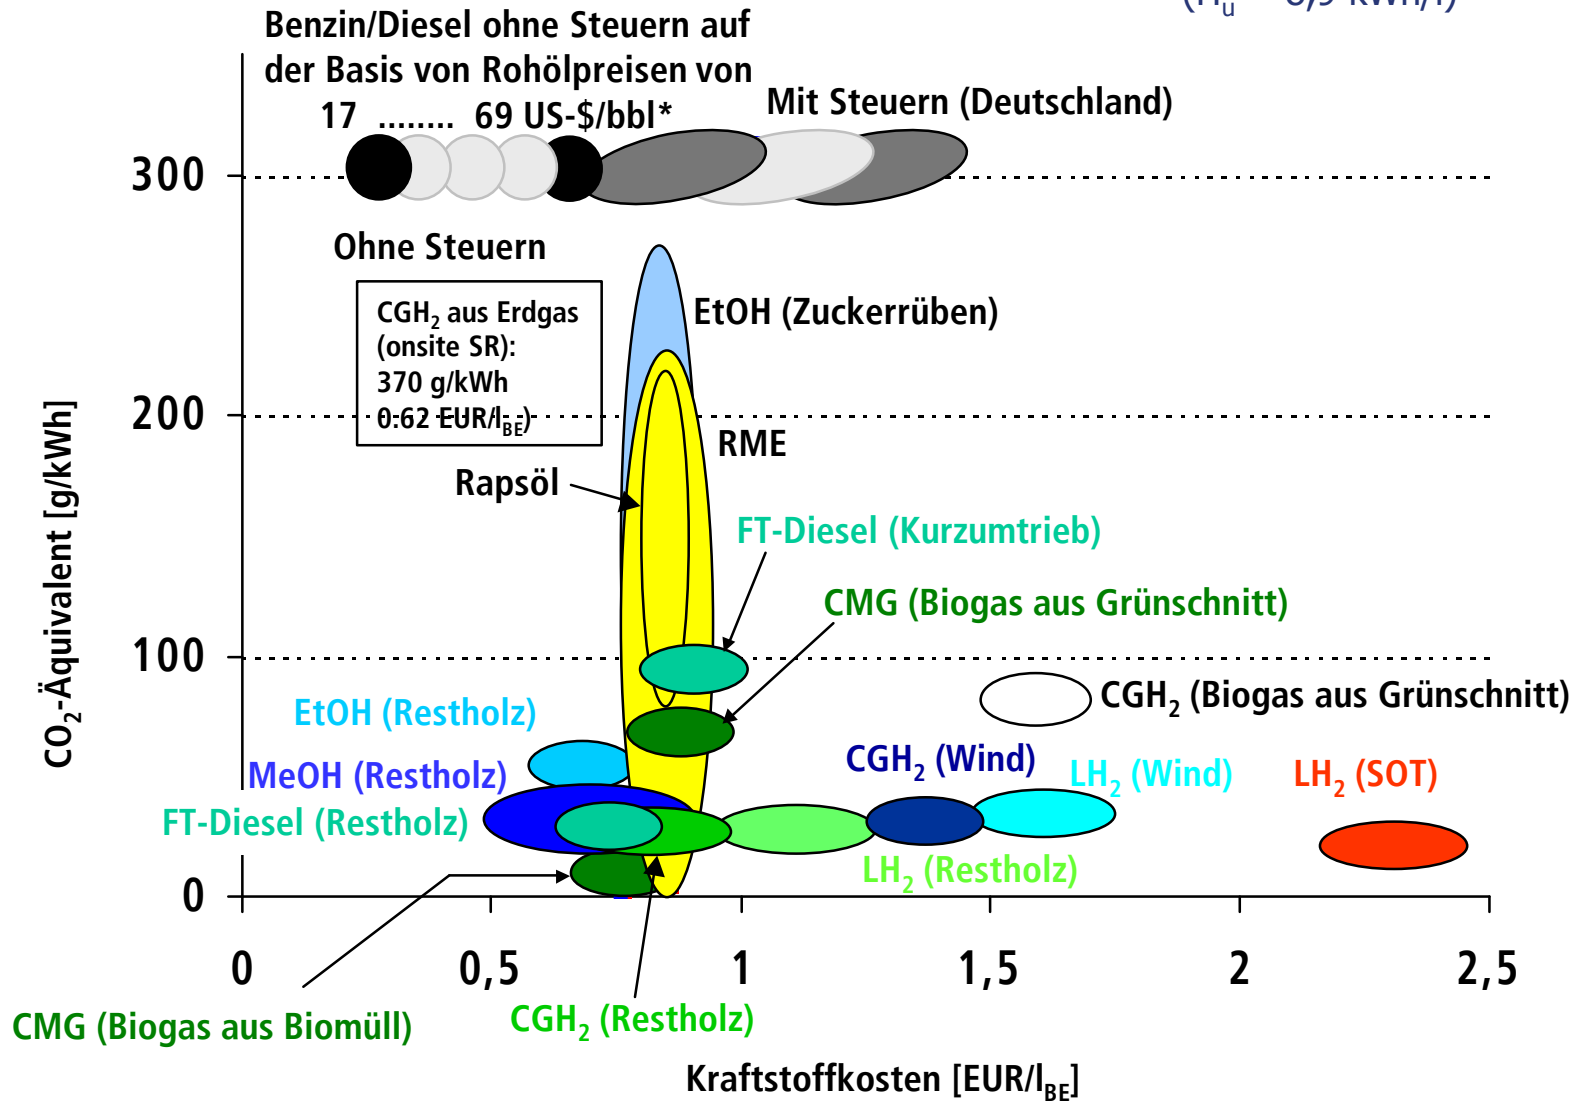 (Hu = 8,9 kWh/l)
Benzin/Diesel ohne Steuern auf
der Basis von Rohölpreisen von
17 ........ 69 US-$/bbl*
Mit Steuern (Deutschland)
300
Ohne Steuern
CGH2 aus Erdgas
(onsite SR):
370 g/kWh
0.62 EUR/lBE)
EtOH (Zuckerrüben)
200
RME
Rapsöl
FT-Diesel (Kurzumtrieb)
CMG (Biogas aus Grünschnitt)
100
CO2-Äquivalent [g/kWh]
EtOH (Restholz)
CGH2 (Biogas aus Grünschnitt)
MeOH (Restholz)
CGH2 (Wind)
LH2 (Wind)
LH2 (SOT)
FT-Diesel (Restholz)
LH2 (Restholz)
0
0
0,5
1
1,5
2
2,5
CMG (Biogas aus Biomüll)
CGH2 (Restholz)
Kraftstoffkosten [EUR/lBE]